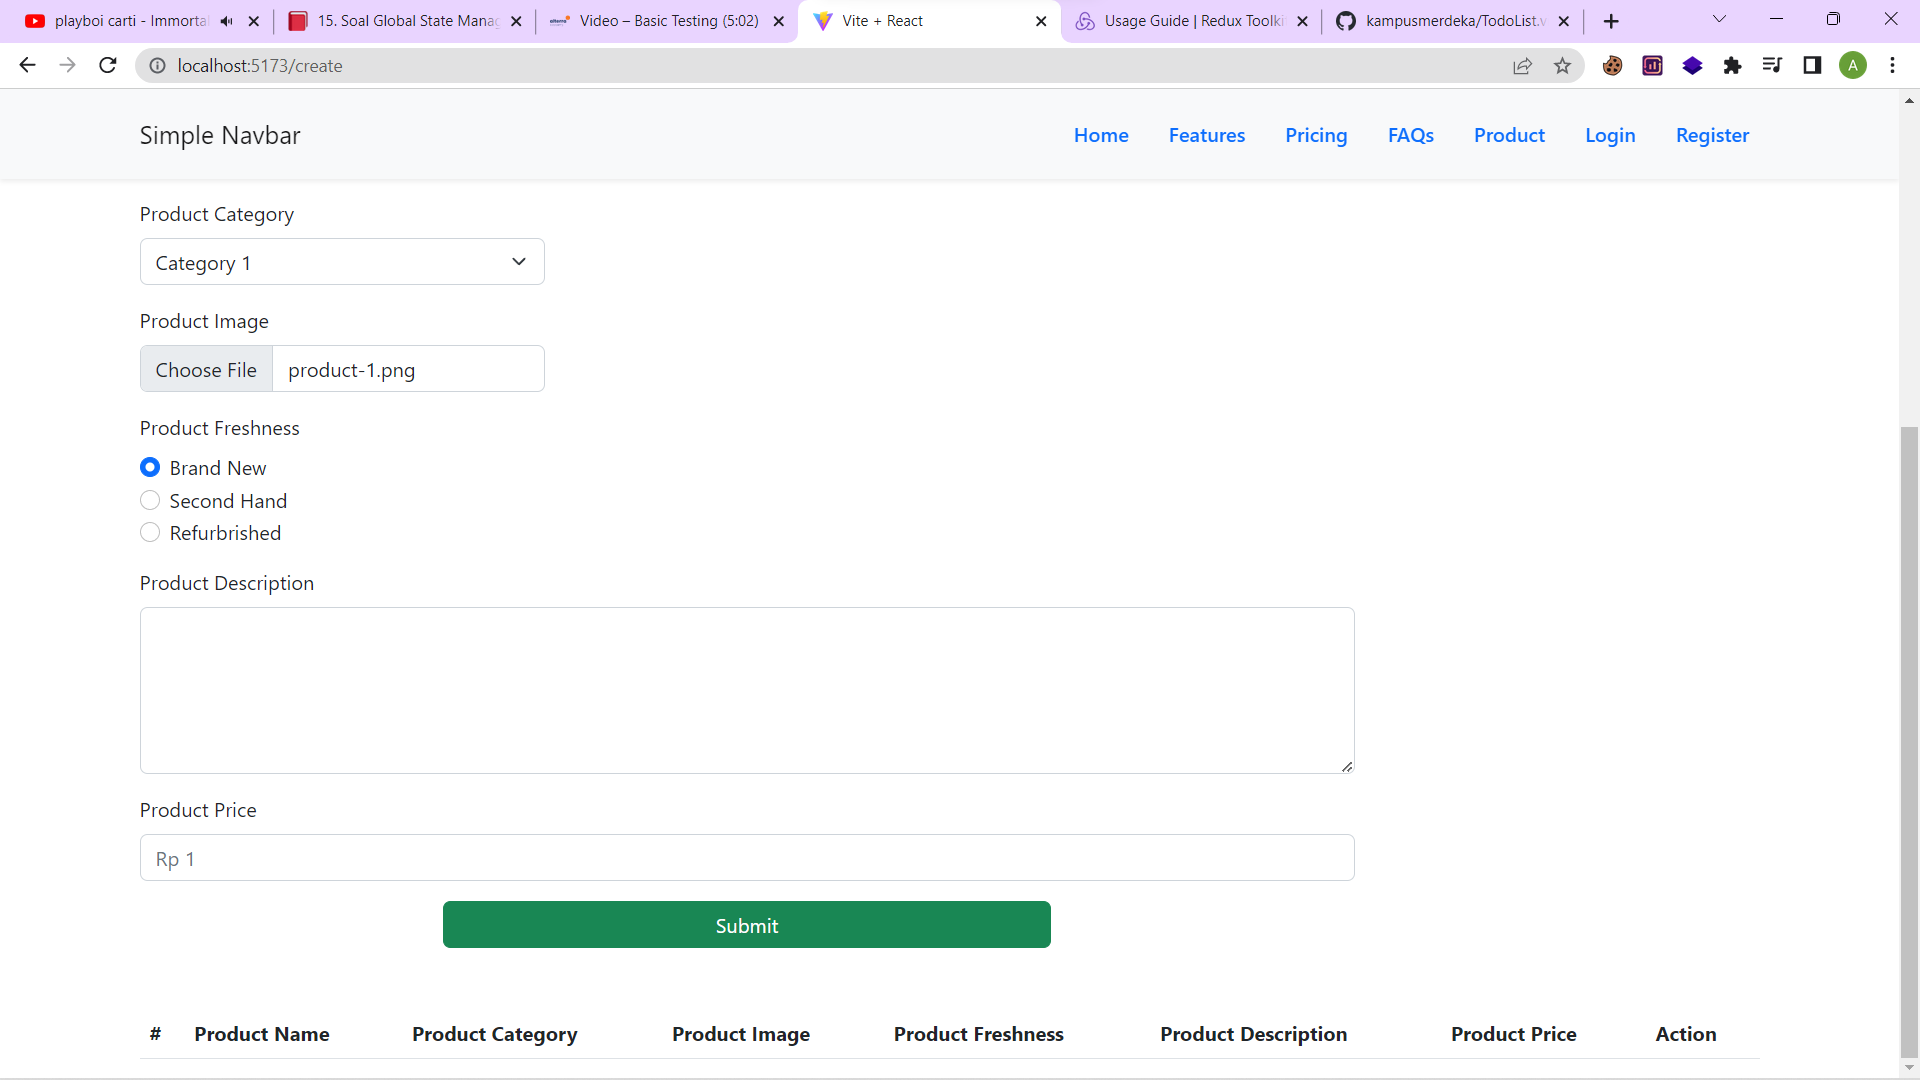 playboi carti - Immortal
15. Soal Global State Manag
Video – Basic Testing (5:02)
Vite + React
Usage Guide | Redux Toolki
kampusmerdeka/TodoList.v
localhost:5173/create
A
Simple Navbar
Home
Features
Pricing
FAQs
Product
Login
Register
Product Category
Category 1
Product Image
Choose File
product-1.png
Product Freshness
Brand New
Second Hand
Refurbrished
Product Description
Product Price
Rp 1
Submit
# Product Name Product Category Product Image Product Freshness Product Description Product Price Action